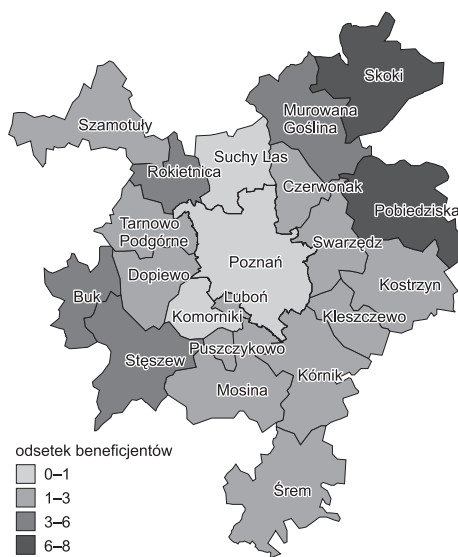 Skoki
Murowana
Goślina
Szamotuły
Suchy Las
Rokietnica
Czerwonak
Pobiedziska
Tarnowo
Podgórne
Swarzędz
Poznań
Dopiewo
Kostrzyn
Buk
Luboń
Komorniki
Kleszczewo
Puszczykowo
Stęszew
Kórnik
Mosina
odsetek beneficjentów
0–1
1–3
Śrem
3–6
6–8